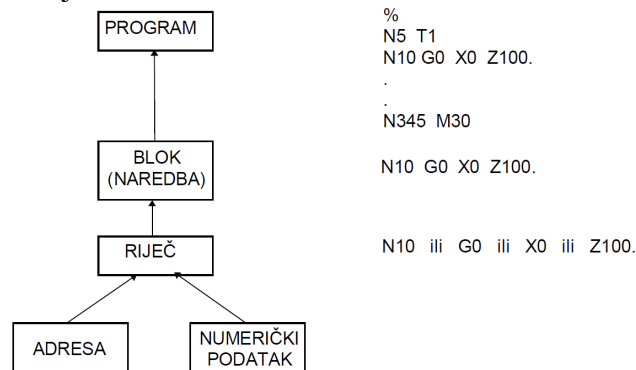 PROGRAM
%
N5 T1
N10 G0 X0 Z100.
.
.
N345 M30
BLOK
(NAREDBA)
N10 G0 X0 Z100.
RIJEČ
N10 ili G0 ili X0 ili Z100.
ADRESA
NUMERIČKI
PODATAK